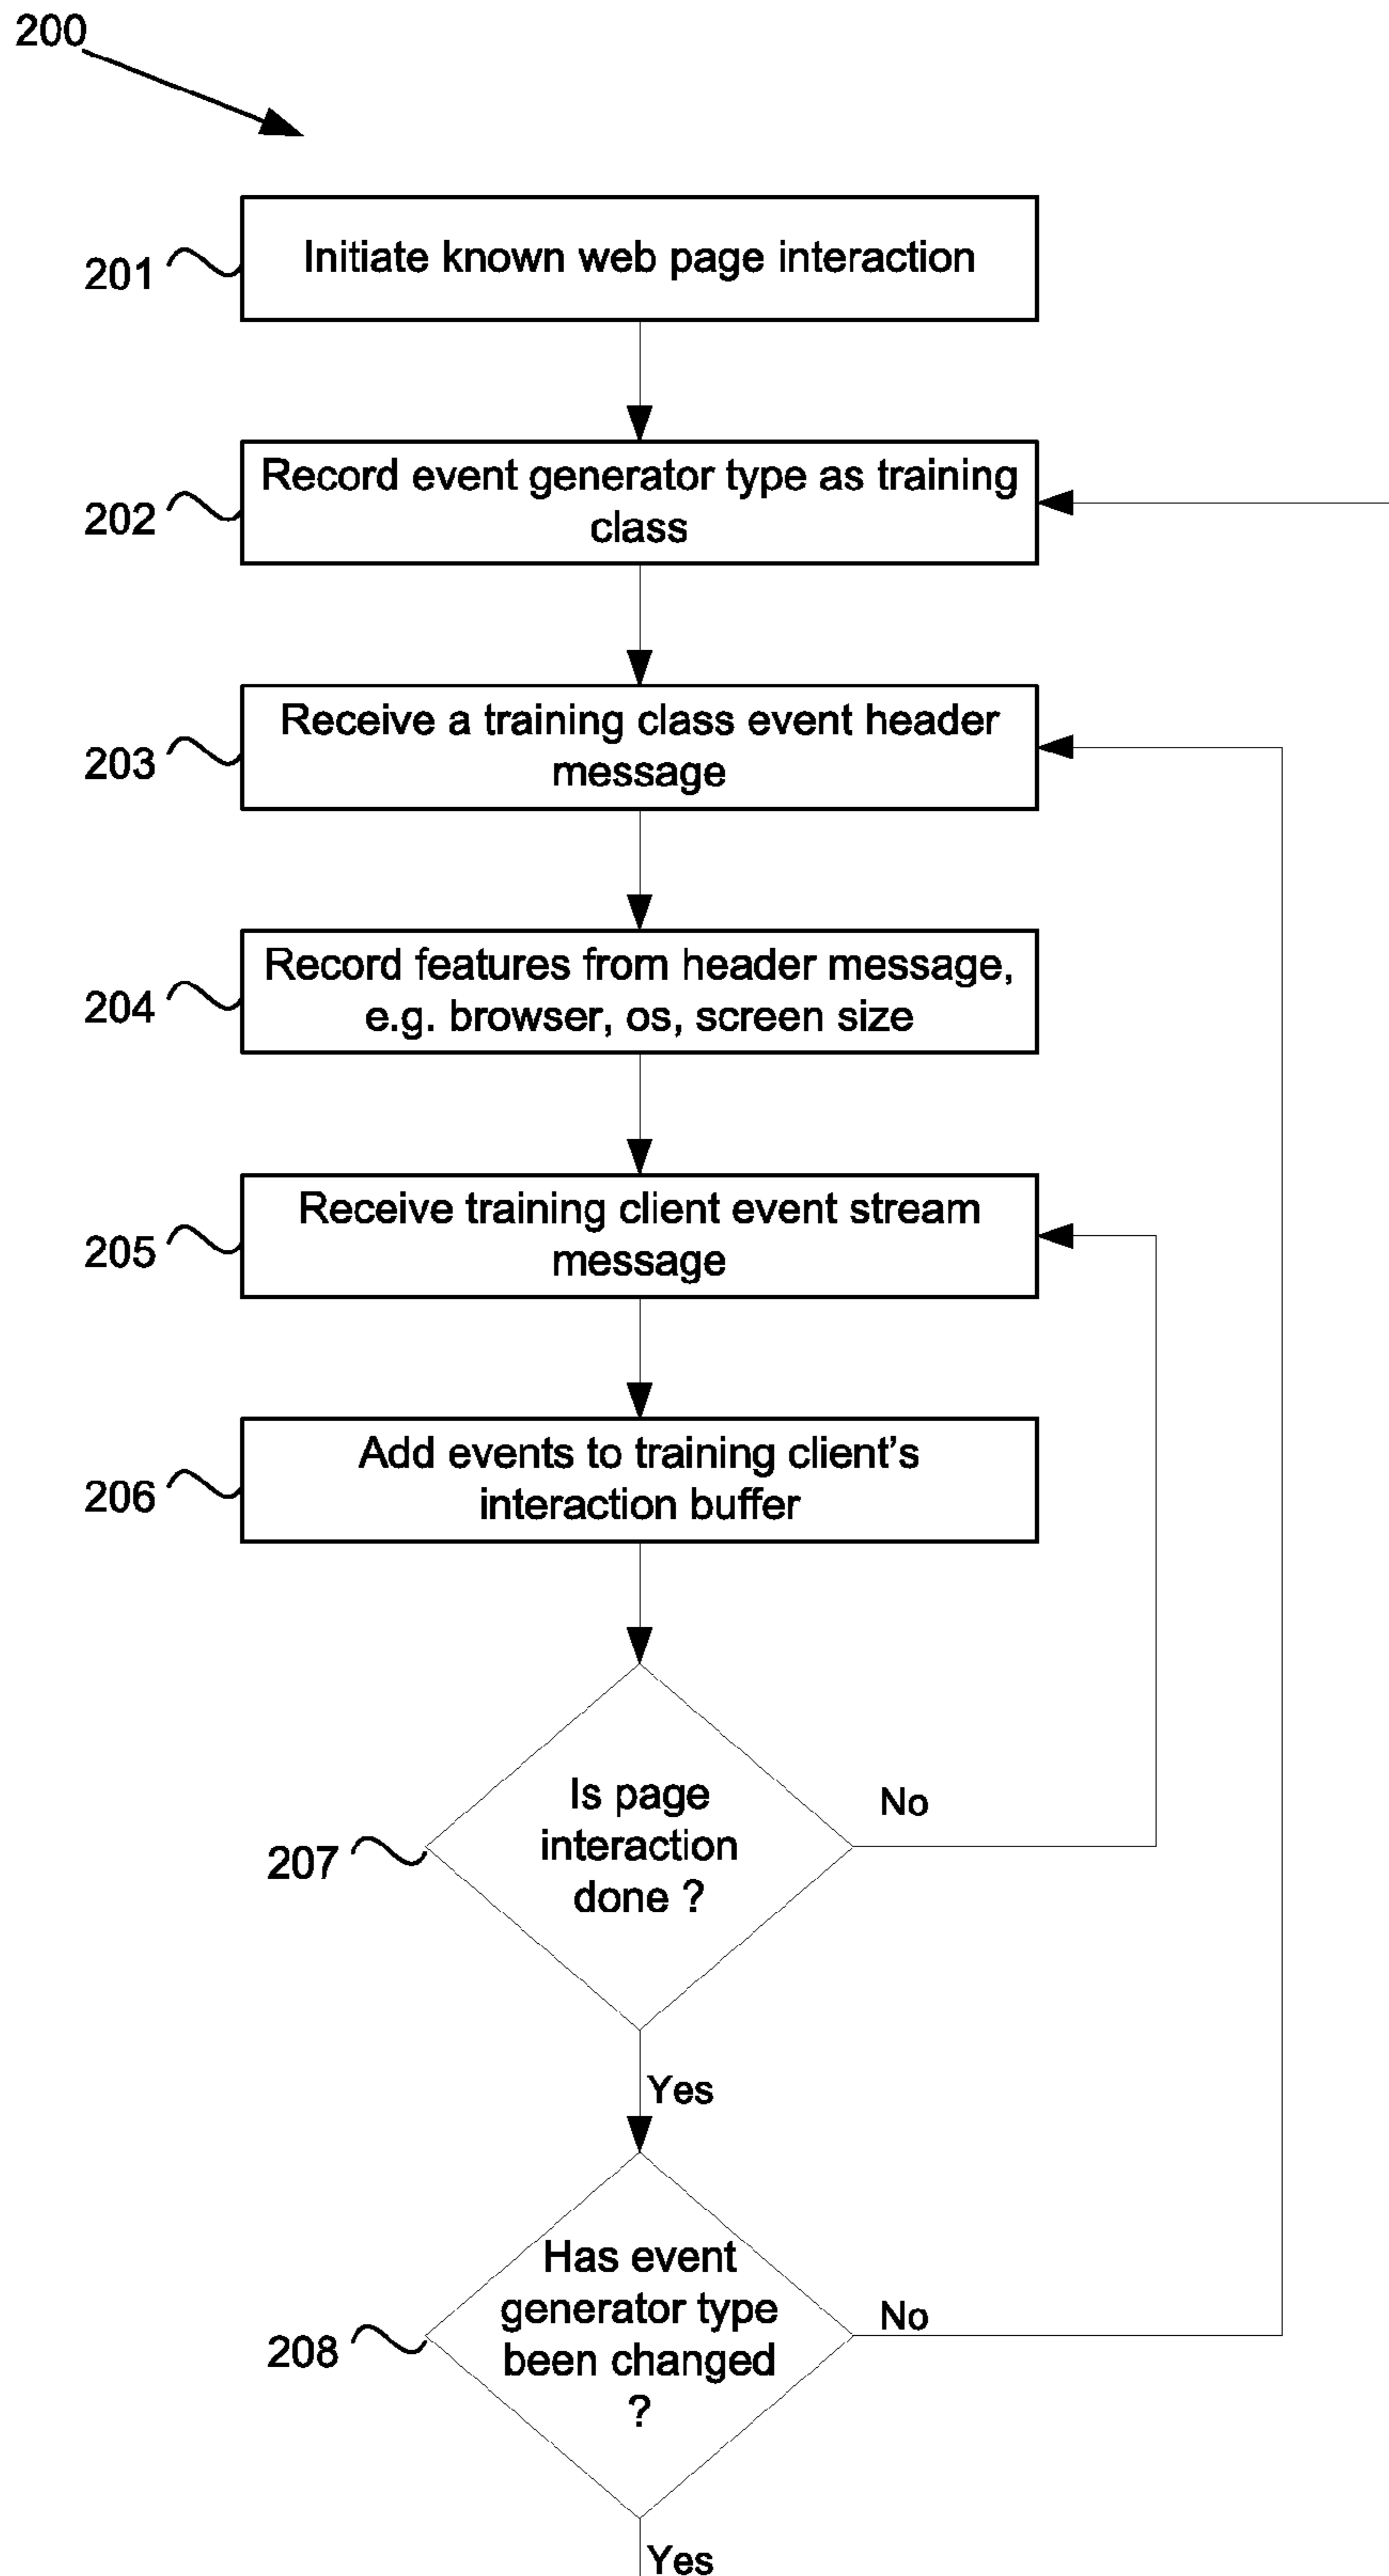 200
201
Initiate known web page interaction
202
Record event generator type as training
class
203
Receive a training class event header
message
204
Record features from header message,
e.g. browser, os, screen size
205
Receive training client event stream
message
206
Add events to training client’s
interaction buffer
207
Is page
interaction
done ?
No
Yes
208
Has event
generator type
been changed
?
No
Yes